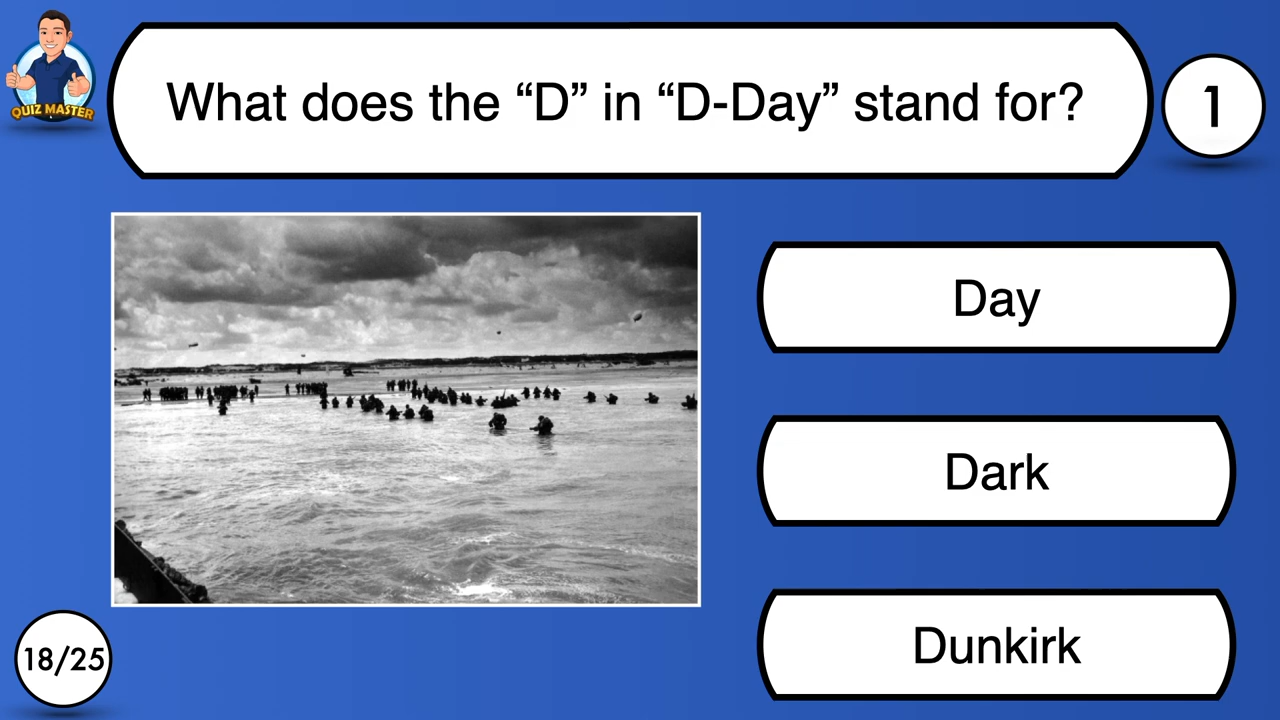 QUIZ MASTER
What does the “D” in “D-Day” stand for?
1
Day
Dark
Dunkirk
18/25